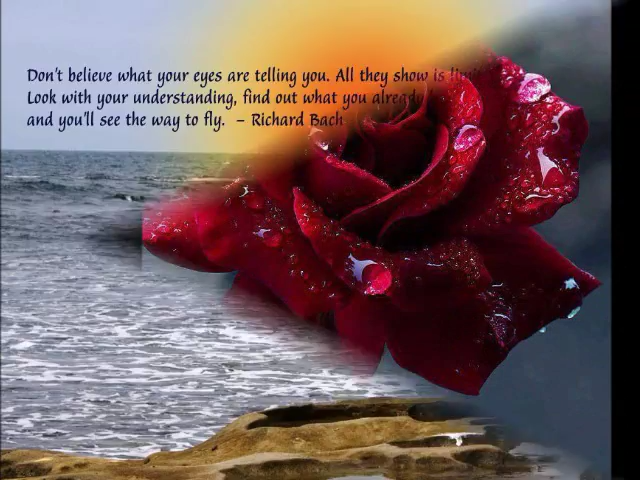 Don't believe what your eyes are telling you. All they show is
Look with your understanding, find out what you already
and you'll see the way to fly. – Richard Bach